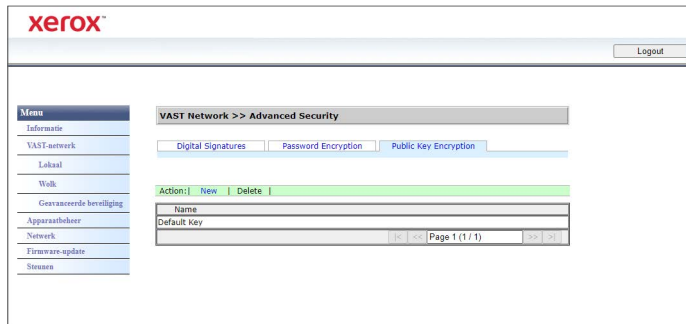 xerox™
Logout
Menu
Informatie
VAST-netwerk
Lokaal
Wolk
Geavanceerde beveiliging
Apparaatbeheer
Netwerk
Firmware-update
Steunen
VAST Network >> Advanced Security
Digital Signatures
Password Encryption
Public Key Encryption
Action:| New | Delete |
Name
Default Key
|< << Page 1 (1 / 1) >> >|